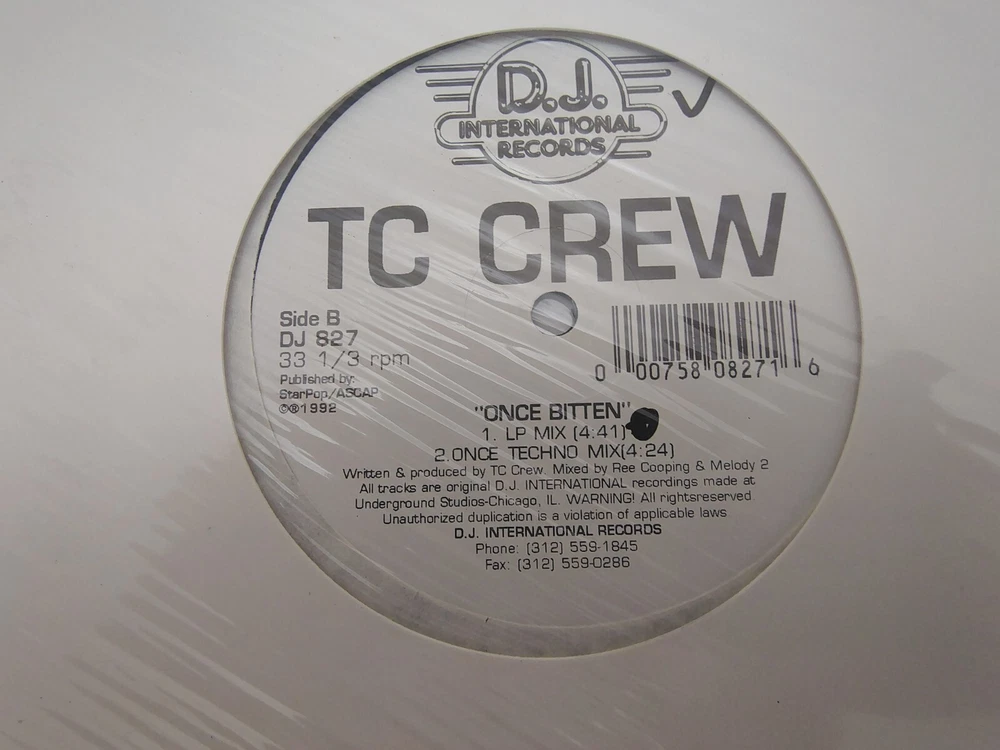 D.J.
INTERNATIONAL
RECORDS
TC CREW
Side B
DJ 827
33 1/3 rpm
Published by:
StarPop/ASCAP
©®1992
0 00758 08271 6
"ONCE BITTEN"
1. LP MIX (4:41)
2.ONCE TECHNO MIX(4:24)
Written & produced by TC Crew. Mixed by Ree Cooping & Melody 2
All tracks are original D.J. INTERNATIONAL recordings made at
Underground Studios-Chicago, IL. WARNING! All rightsreserved
Unauthorized duplication is a violation of applicable laws
D.J. INTERNATIONAL RECORDS
Phone: (312) 559-1845
Fax: (312) 559-0286